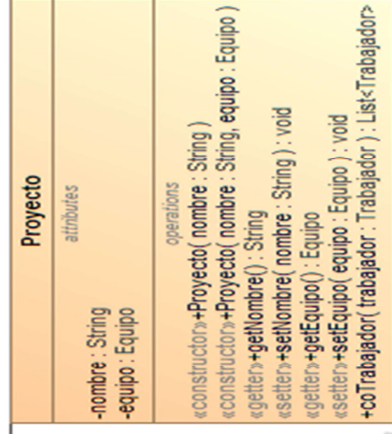 Proyecto
attributes
-nombre : String
-equipo : Equipo
operations
«constructor»+Proyecto( nombre : String )
«constructor»+Proyecto( nombre : String, equipo : Equipo )
«getter»+getNombre() : String
«setter»+setNombre( nombre : String ) : void
«getter»+getEquipo() : Equipo
«setter»+setEquipo( equipo : Equipo ) : void
+coTrabajador( trabajador : Trabajador ) : List<Trabajador>